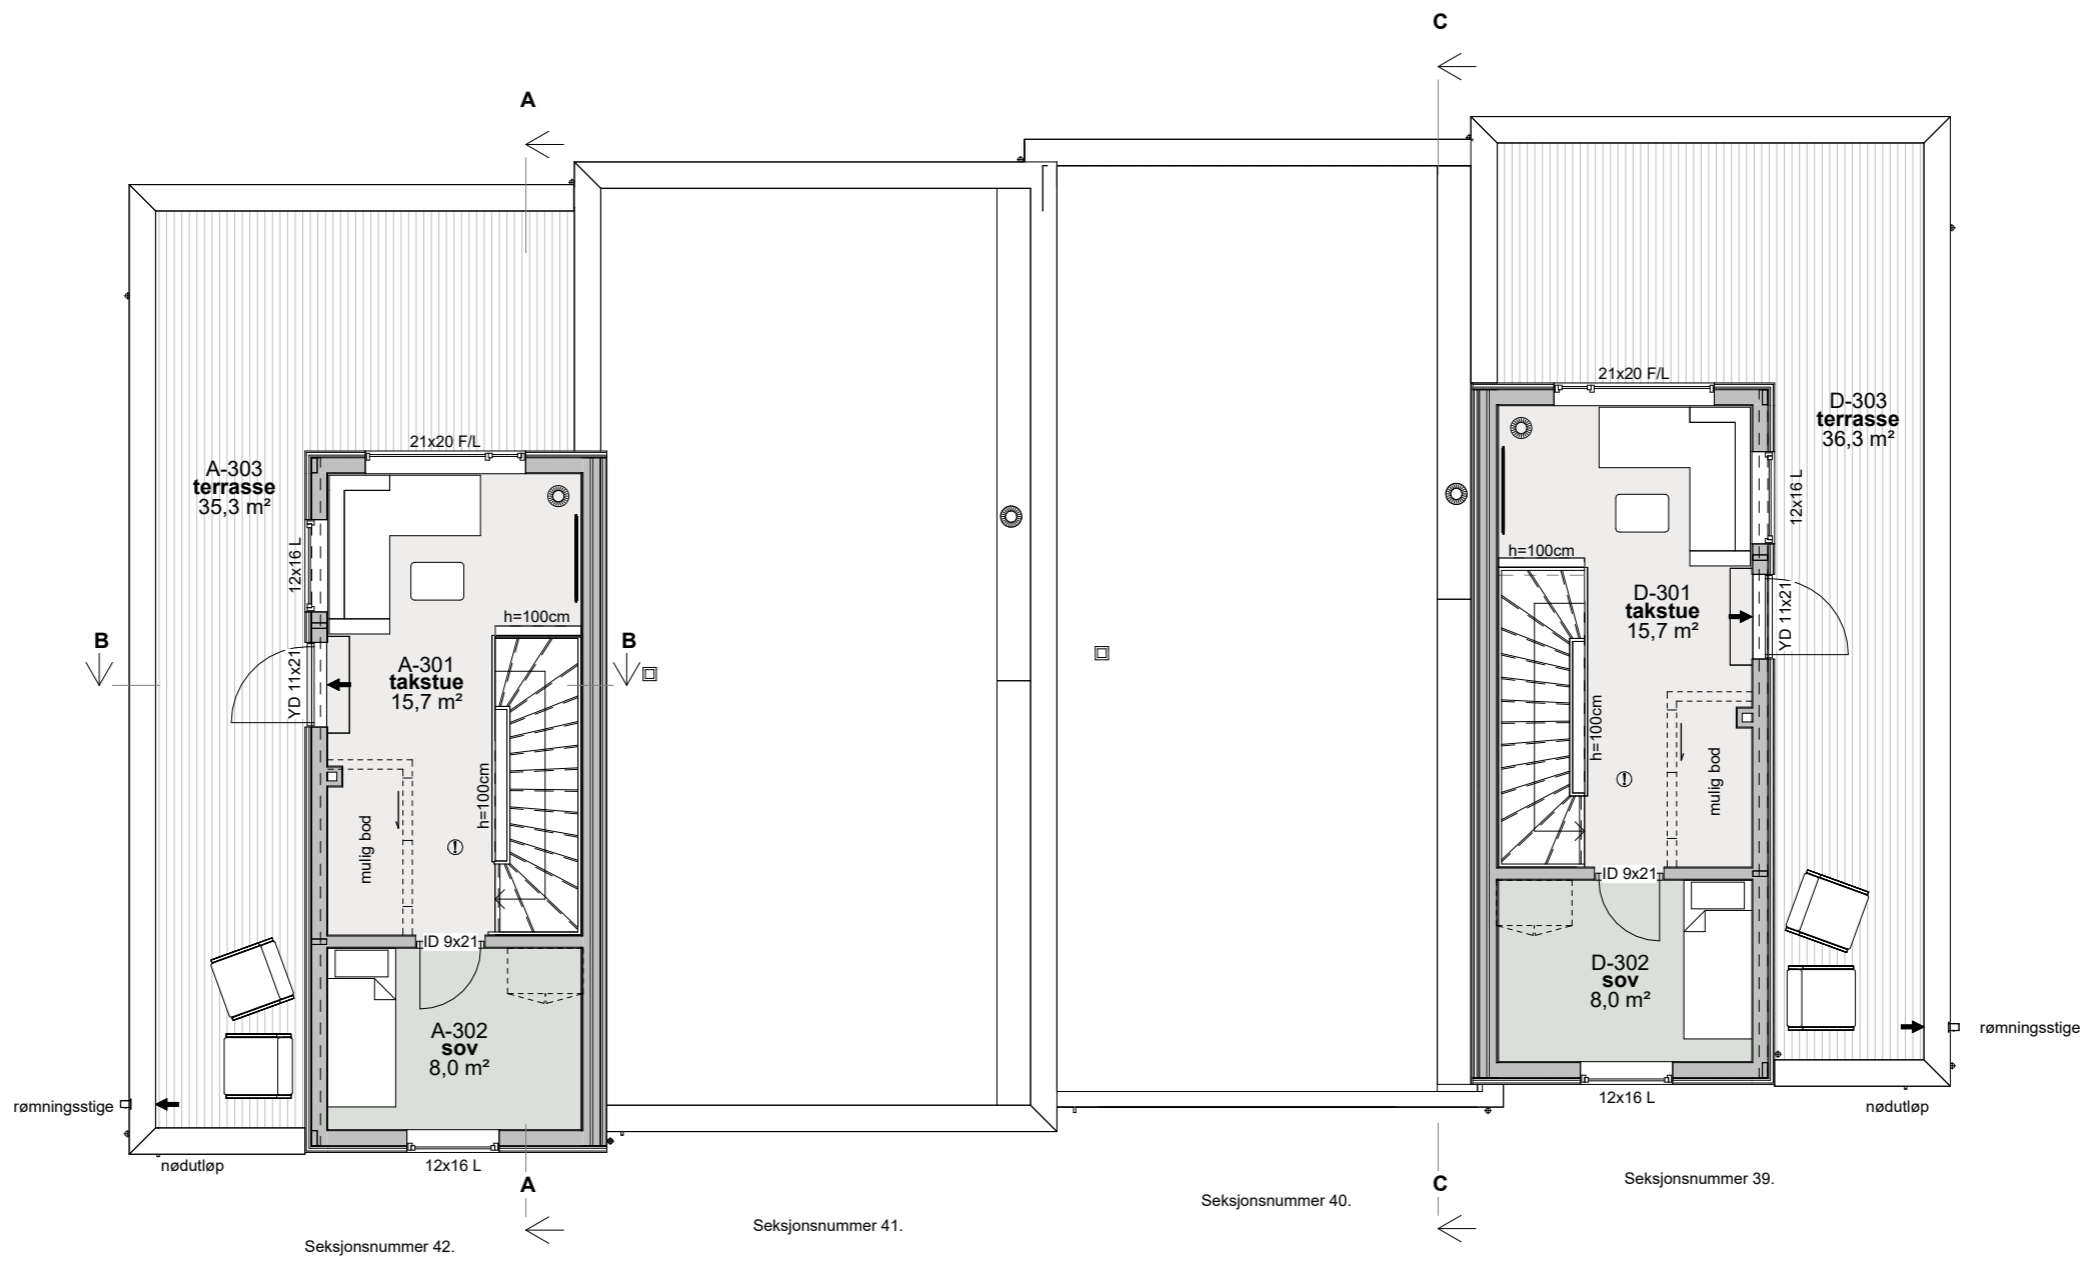 C
A
21x20 F/L
D-303
terrasse
36,3 m²
21x20 F/L
A-303
terrasse
35,3 m²
12x16 L
12x16 L
h=100cm
D-301
takstue
15,7 m²
YD 11x21
h=100cm
B
B
A-301
takstue
15,7 m²
YD 11x21
h=100cm
mulig bod
h=100cm
mulig bod
ID 9x21
ID 9x21
D-302
sov
8,0 m²
A-302
sov
8,0 m²
rømningsstige
12x16 L
rømningsstige
nødutløp
12x16 L
nødutløp
A
C
Seksjonsnummer 39.
Seksjonsnummer 40.
Seksjonsnummer 41.
Seksjonsnummer 42.